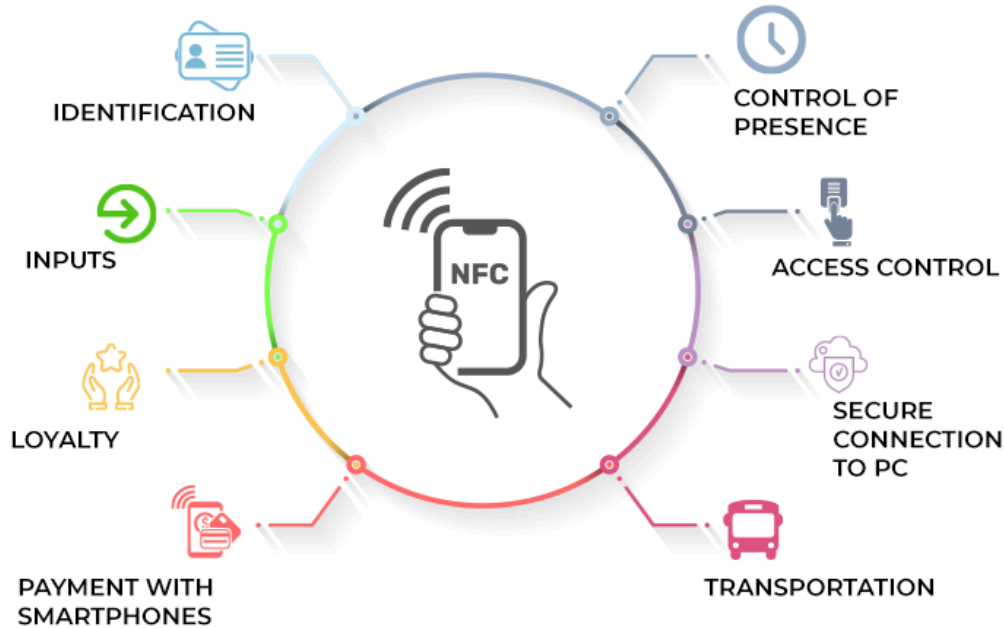 IDENTIFICATION
CONTROL OF
PRESENCE
INPUTS
NFC
ACCESS CONTROL
LOYALTY
SECURE
CONNECTION
TO PC
PAYMENT WITH
SMARTPHONES
TRANSPORTATION
$